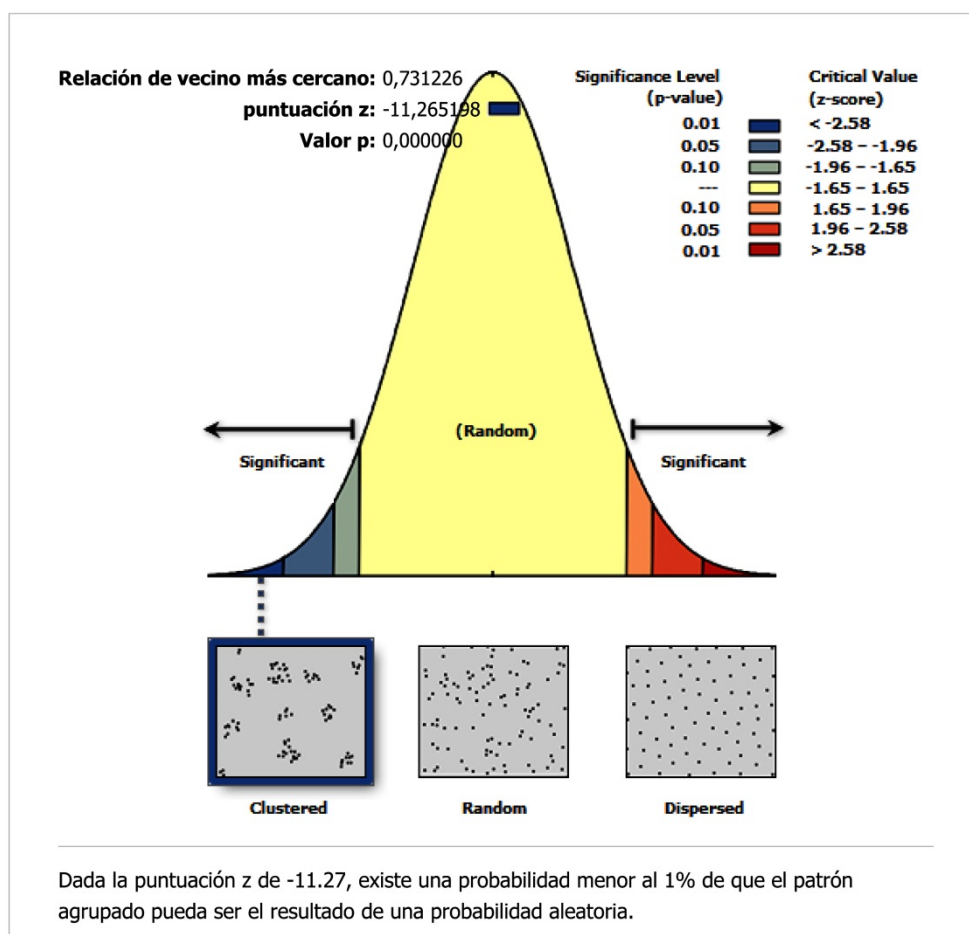 Relación de vecino más cercano: 0,731226
puntuación z: -11,265198
Valor p: 0,000000
Significance Level
(p-value)
Critical Value
(z-score)
0.01 < -2.58
0.05 -2.58 – -1.96
0.10 -1.96 – -1.65
--- -1.65 – 1.65
0.10 1.65 – 1.96
0.05 1.96 – 2.58
0.01 > 2.58
(Random)
Significant
Significant
Clustered
Random
Dispersed
Dada la puntuación z de -11.27, existe una probabilidad menor al 1% de que el patrón
agrupado pueda ser el resultado de una probabilidad aleatoria.